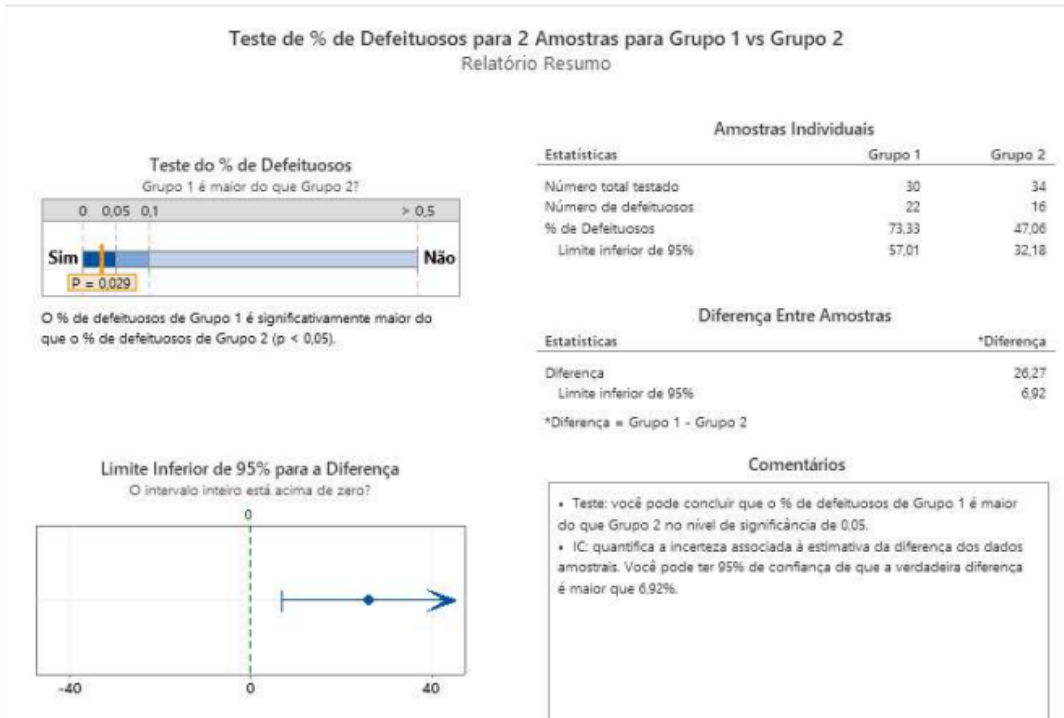 Teste de % de Defeituosos para 2 Amostras para Grupo 1 vs Grupo 2
Relatório Resumo
Teste do % de Defeituosos
Grupo 1 é maior do que Grupo 2?
0 0,05 0,1 > 0,5
Sim Não
P = 0,029
O % de defeituosos de Grupo 1 é significativamente maior do
que o % de defeituosos de Grupo 2 (p < 0,05).
Limite Inferior de 95% para a Diferença
O intervalo inteiro está acima de zero?
0
-40 0 40
Amostras Individuais
Estatísticas Grupo 1 Grupo 2
Número total testado 30 34
Número de defeituosos 22 16
% de Defeituosos 73,33 47,06
Limite inferior de 95% 57,01 32,18
Diferença Entre Amostras
Estatísticas *Diferença
Diferença 26,27
Limite inferior de 95% 6,92
*Diferença = Grupo 1 - Grupo 2
Comentários
• Teste: você pode concluir que o % de defeituosos de Grupo 1 é maior
do que Grupo 2 no nível de significância de 0,05.
• IC: quantifica a incerteza associada à estimativa da diferença dos dados
amostrais. Você pode ter 95% de confiança de que a verdadeira diferença
é maior que 6,92%.